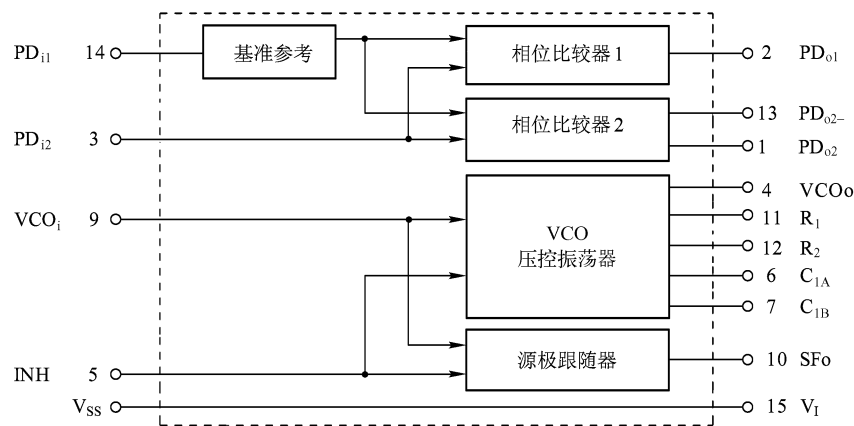 PDi1 14 基准参考 相位比较器 1 2 PDo1
PDi2 3 相位比较器 2 13 PDo2–
1 PDo2
4 VCOo
VCOi 9 VCO 11 R1
压控振荡器 12 R2
6 C1A
7 C1B
源极跟随器 10 SFo
INH 5
VSS 15 VI